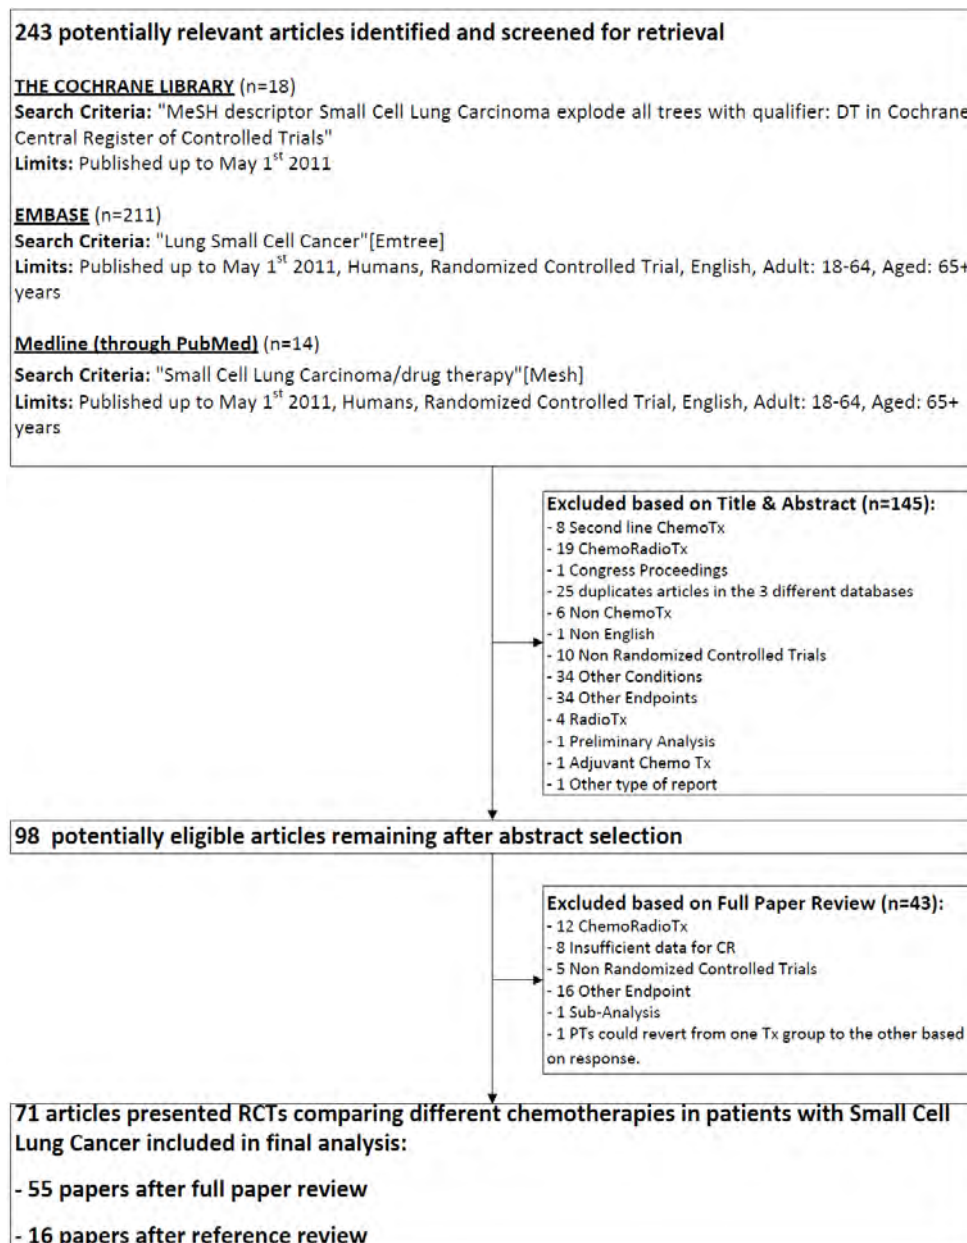 243 potentially relevant articles identified and screened for retrieval
THE COCHRANE LIBRARY (n=18)
Search Criteria: "MeSH descriptor Small Cell Lung Carcinoma explode all trees with qualifier: DT in Cochrane
Central Register of Controlled Trials"
Limits: Published up to May 1st 2011
EMBASE (n=211)
Search Criteria: "Lung Small Cell Cancer"[Emtree]
Limits: Published up to May 1st 2011, Humans, Randomized Controlled Trial, English, Adult: 18-64, Aged: 65+
years
Medline (through PubMed) (n=14)
Search Criteria: "Small Cell Lung Carcinoma/drug therapy"[Mesh]
Limits: Published up to May 1st 2011, Humans, Randomized Controlled Trial, English, Adult: 18-64, Aged: 65+
years
Excluded based on Title & Abstract (n=145):
- 8 Second line ChemoTx
- 19 ChemoRadioTx
- 1 Congress Proceedings
- 25 duplicates articles in the 3 different databases
- 6 Non ChemoTx
- 1 Non English
- 10 Non Randomized Controlled Trials
- 34 Other Conditions
- 34 Other Endpoints
- 4 RadioTx
- 1 Preliminary Analysis
- 1 Adjuvant Chemo Tx
- 1 Other type of report
98 potentially eligible articles remaining after abstract selection
Excluded based on Full Paper Review (n=43):
- 12 ChemoRadioTx
- 8 Insufficient data for CR
- 5 Non Randomized Controlled Trials
- 16 Other Endpoint
- 1 Sub-Analysis
- 1 PTs could revert from one Tx group to the other based
on response.
71 articles presented RCTs comparing different chemotherapies in patients with Small Cell
Lung Cancer included in final analysis:
- 55 papers after full paper review
- 16 papers after reference review